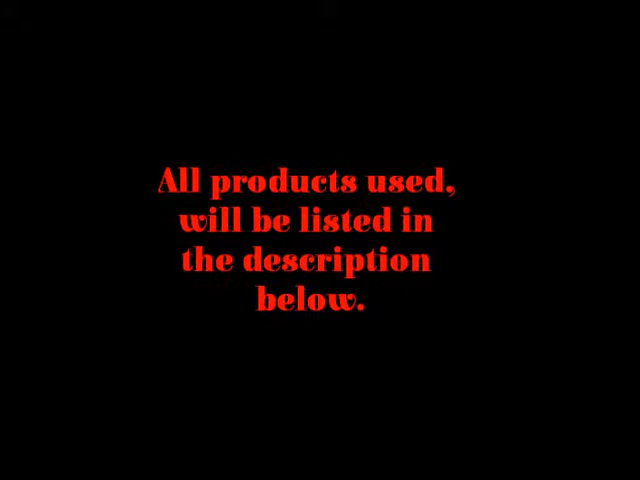 All products used,
will be listed in
the description
below.